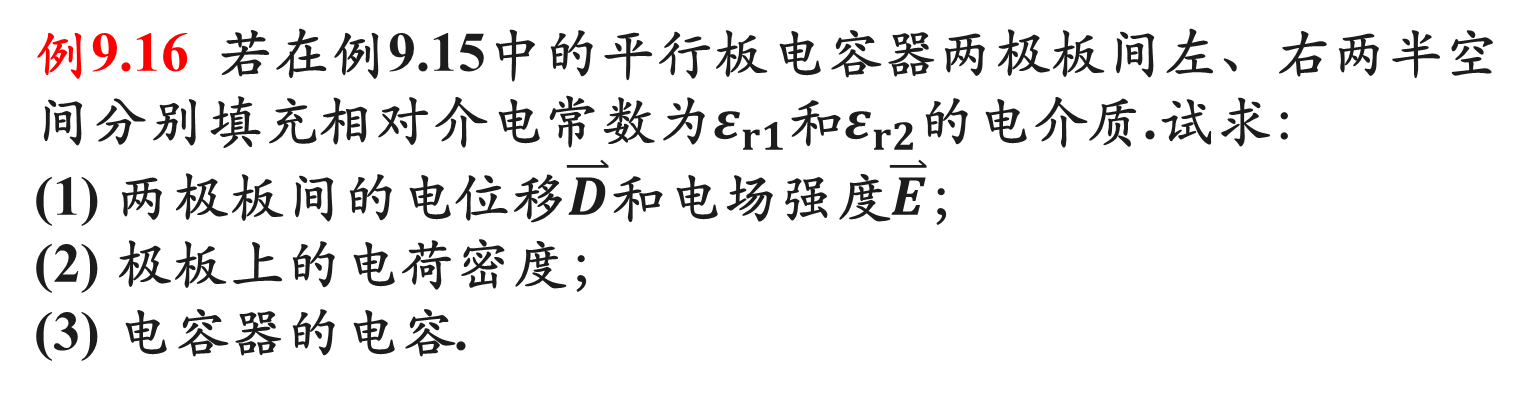 例9.16 若在例9.15中的平行板电容器两极板间左、右两半空
间分别填充相对介电常数为εr1和εr2的电介质.试求:
(1) 两极板间的电位移D⃗和电场强度E⃗;
(2) 极板上的电荷密度;
(3) 电容器的电容.